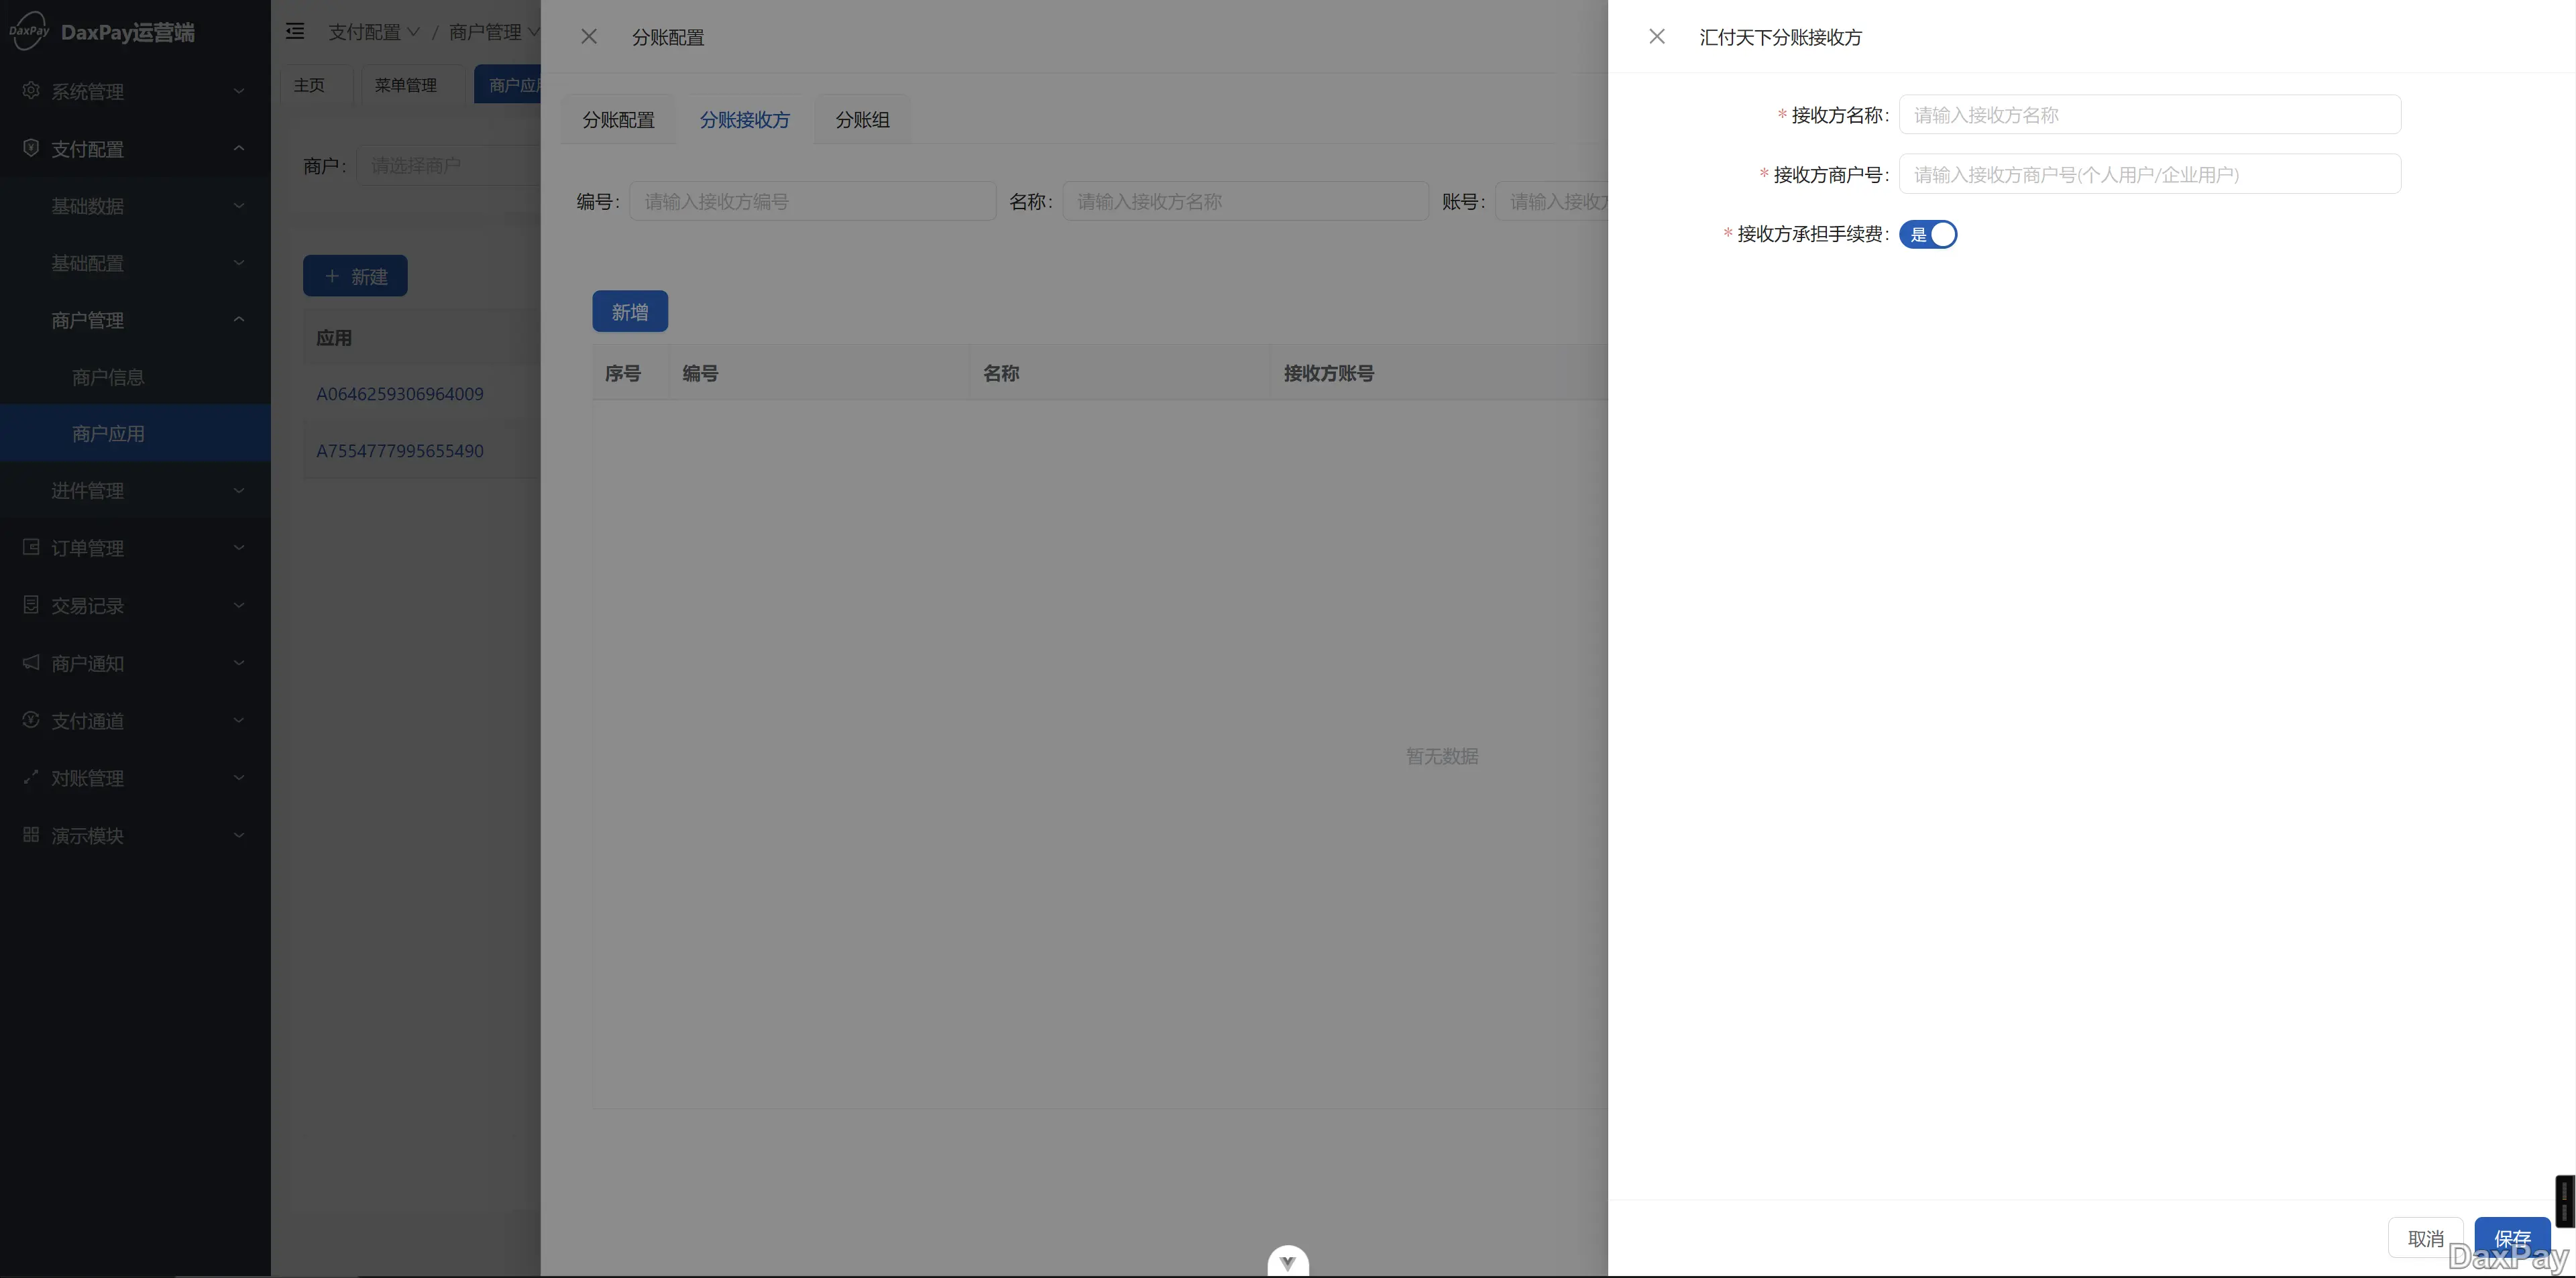 DaxPay
DaxPay运营端
系统管理
支付配置
基础数据
基础配置
商户管理
商户信息
商户应用
进件管理
订单管理
交易记录
商户通知
支付通道
对账管理
演示模块
支付配置 / 商户管理
主页
菜单管理
商户应用
商户: 请选择商户
+ 新建
应用
A0646259306964009
A7554777995655490
分账配置
分账配置 分账接收方 分账组
编号: 请输入接收方编号 名称: 请输入接收方名称 账号: 请输入接收方
新增
序号 编号 名称 接收方账号
暂无数据
汇付天下分账接收方
* 接收方名称: 请输入接收方名称
* 接收方商户号: 请输入接收方商户号(个人用户/企业用户)
* 接收方承担手续费: 是
取消 保存
DaxPay